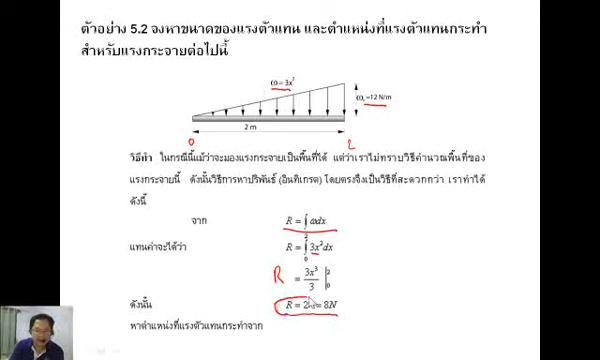 ตัวอย่าง 5.2 จงหาขนาดของแรงตัวแทน และตำแหน่งที่แรงตัวแทนกระทำ
สำหรับแรงกระจายต่อไปนี้
ω = 3x²
ω₀=12 N/m
2 m
0 2
วิธีทำ ในกรณีนี้แม้ว่าจะมองแรงกระจายเป็นพื้นที่ได้ แต่ว่าเราไม่ทราบวิธีคำนวณพื้นที่ของ
แรงกระจายนี้ ดังนั้นวิธีการหาปริพันธ์ (อินทิเกรต) โดยตรงจึงเป็นวิธีที่สะดวกกว่า เราทำได้
ดังนี้
จาก R = ∫ωdx
แทนค่าจะได้ว่า R = ∫₀² 3x²dx
R = 3x³/3 |₀²
ดังนั้น R = 2 = 8N
หาตำแหน่งที่แรงตัวแทนกระทำจาก